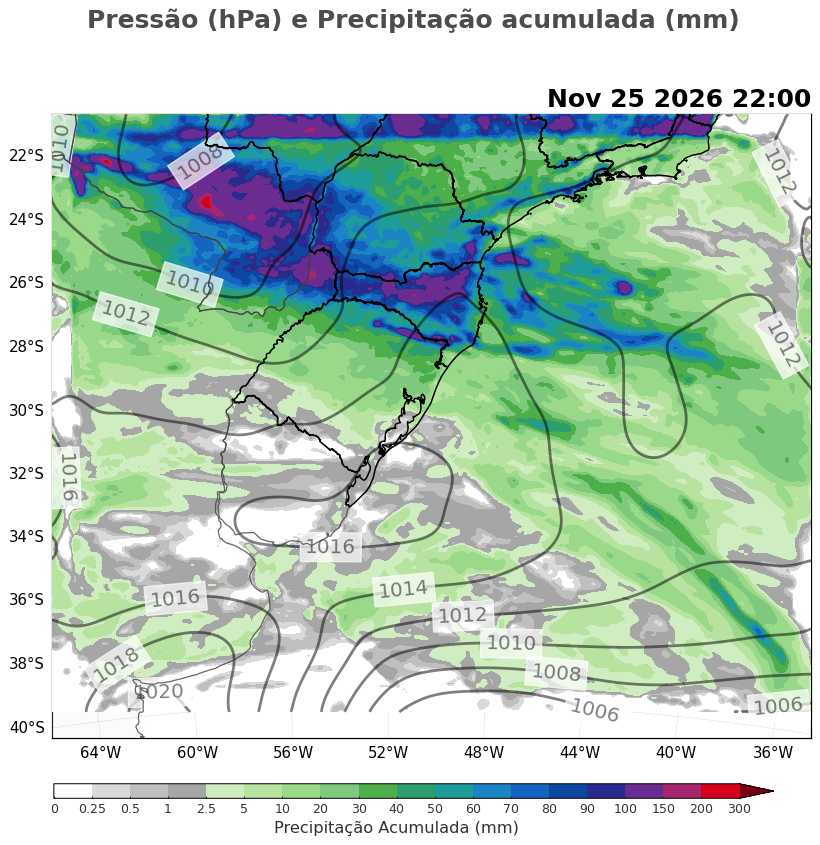 Pressão (hPa) e Precipitação acumulada (mm)
Nov 25 2026 22:00
1010
1008
1012
22°S
24°S
1010
26°S
1012
1012
28°S
30°S
1016
32°S
34°S
1016
1014
1016
36°S
1012
1010
1018
1008
38°S
1020
1006
1006
40°S
64°W 60°W 56°W 52°W 48°W 44°W 40°W 36°W
0 0.25 0.5 1 2.5 5 10 20 30 40 50 60 70 80 90 100 150 200 300
Precipitação Acumulada (mm)